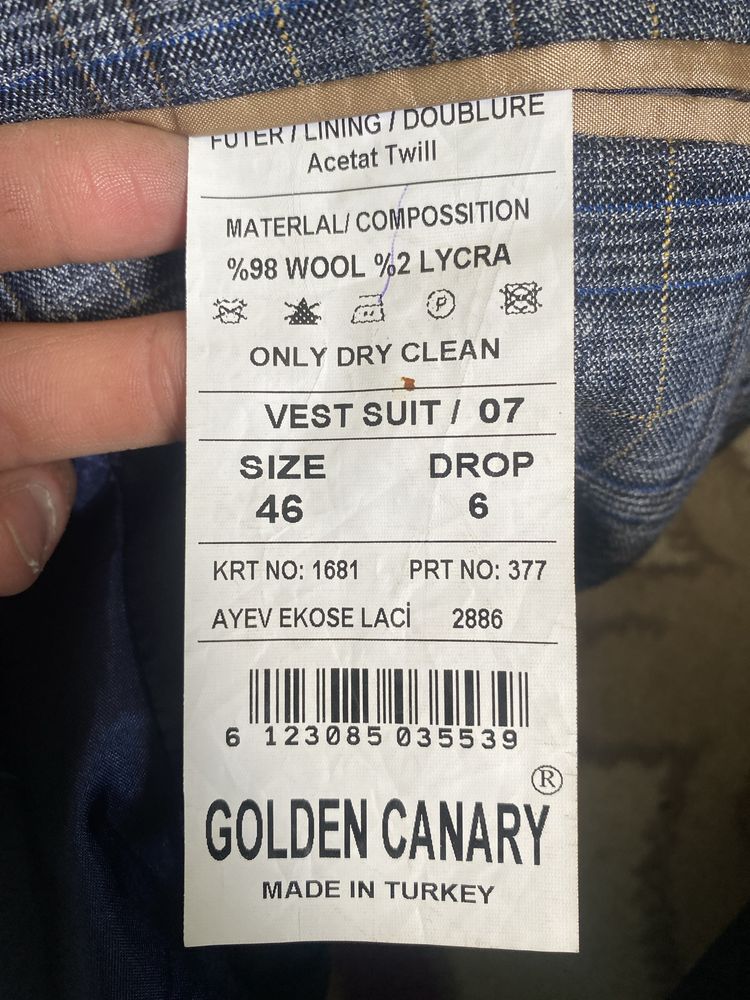 FUTER / LINING / DOUBLURE
Acetat Twill
MATERLAL/ COMPOSSITION
%98 WOOL %2 LYCRA
P
ONLY DRY CLEAN
VEST SUIT / 07
SIZE DROP
46 6
KRT NO: 1681 PRT NO: 377
AYEV EKOSE LACİ 2886
6 123085 035539
GOLDEN CANARY ®
MADE IN TURKEY